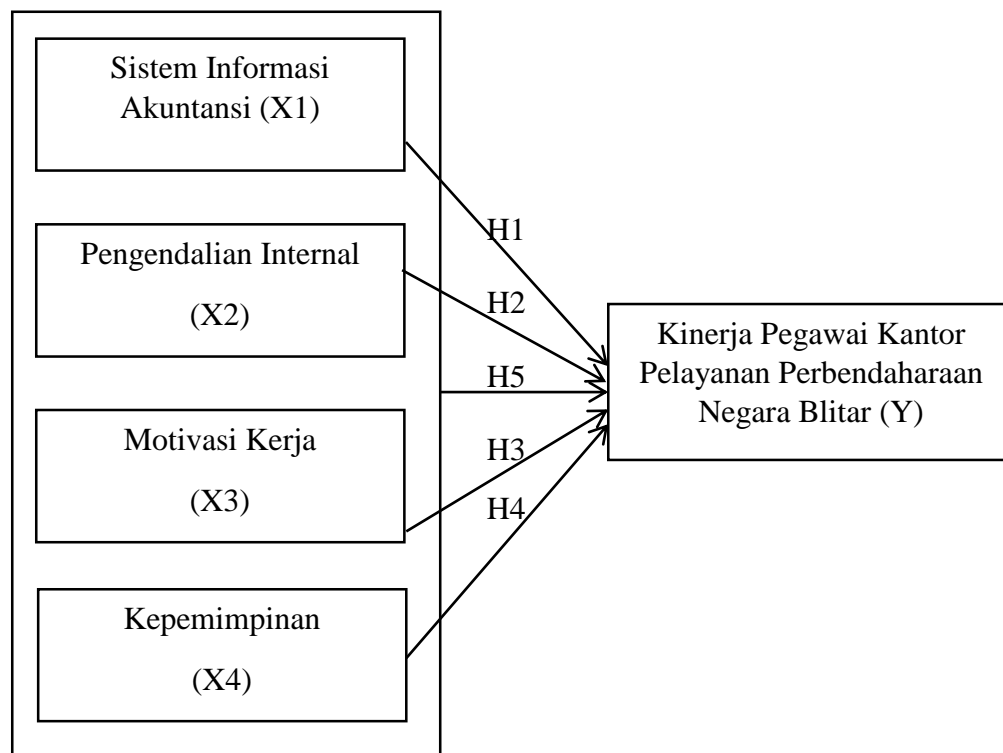 Sistem Informasi
Akuntansi (X1)
Pengendalian Internal
(X2)
Motivasi Kerja
(X3)
Kepemimpinan
(X4)
H1
H2
H5
H3
H4
Kinerja Pegawai Kantor
Pelayanan Perbendaharaan
Negara Blitar (Y)